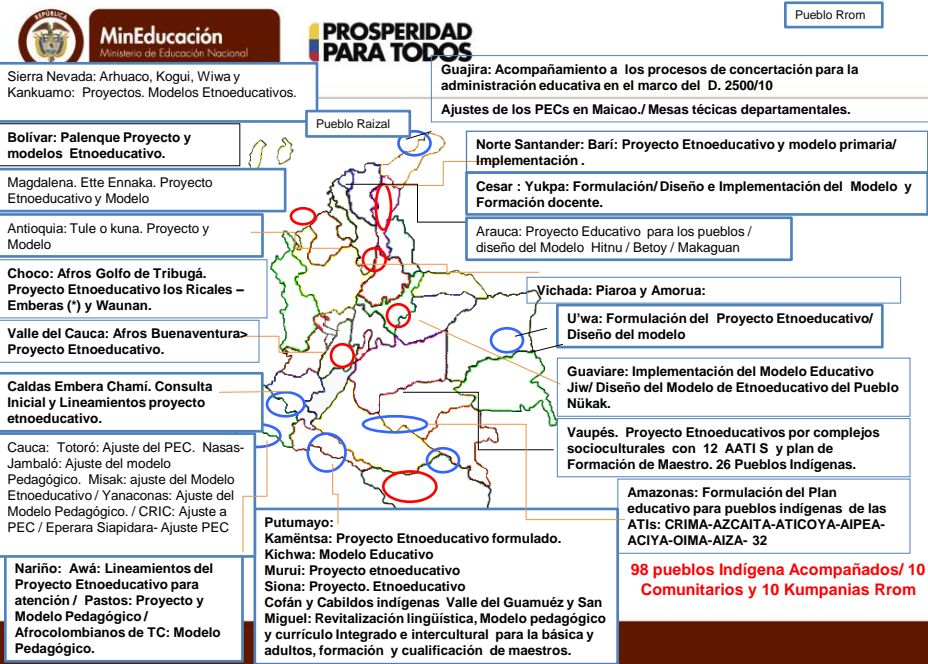 REPÚBLICA
MinEducación
Ministerio de Educación Nacional
PROSPERIDAD
PARA TODOS
Pueblo Rrom
Sierra Nevada: Arhuaco, Kogui, Wiwa y
Kankuamo: Proyectos. Modelos Etnoeducativos.
Guajira: Acompañamiento a los procesos de concertación para la
administración educativa en el marco del D. 2500/10
Ajustes de los PECs en Maicao./ Mesas técicas departamentales.
Pueblo Raizal
Bolívar: Palenque Proyecto y
modelos Etnoeducativo.
Norte Santander: Barí: Proyecto Etnoeducativo y modelo primaria/
Implementación .
Magdalena. Ette Ennaka. Proyecto
Etnoeducativo y Modelo
Cesar : Yukpa: Formulación/ Diseño e Implementación del Modelo y
Formación docente.
Antioquia: Tule o kuna. Proyecto y
Modelo
Arauca: Proyecto Educativo para los pueblos /
diseño del Modelo Hitnu / Betoy / Makaguan
Choco: Afros Golfo de Tribugá.
Proyecto Etnoeducativo los Ricales –
Emberas (*) y Waunan.
Vichada: Piaroa y Amorua:
Valle del Cauca: Afros Buenaventura>
Proyecto Etnoeducativo.
U'wa: Formulación del Proyecto Etnoeducativo/
Diseño del modelo
Caldas Embera Chamí. Consulta
Inicial y Lineamientos proyecto
etnoeducativo.
Guaviare: Implementación del Modelo Educativo
Jiw/ Diseño del Modelo de Etnoeducativo del Pueblo
Nükak.
Cauca: Totoró: Ajuste del PEC. Nasas-
Jambaló: Ajuste del modelo
Pedagógico. Misak: ajuste del Modelo
Etnoeducativo / Yanaconas: Ajuste del
Modelo Pedagógico. / CRIC: Ajuste a
PEC / Eperara Siapidara- Ajuste PEC
Vaupés. Proyecto Etnoeducativos por complejos
socioculturales con 12 AATI S y plan de
Formación de Maestro. 26 Pueblos Indígenas.
Amazonas: Formulación del Plan
educativo para pueblos indígenas de las
ATIs: CRIMA-AZCAITA-ATICOYA-AIPEA-
ACIYA-OIMA-AIZA- 32
Nariño: Awá: Lineamientos del
Proyecto Etnoeducativo para
atención / Pastos: Proyecto y
Modelo Pedagógico /
Afrocolombianos de TC: Modelo
Pedagógico.
Putumayo:
Kamëntsa: Proyecto Etnoeducativo formulado.
Kichwa: Modelo Educativo
Murui: Proyecto etnoeducativo
Siona: Proyecto. Etnoeducativo
Cofán y Cabildos indígenas Valle del Guamuéz y San
Miguel: Revitalización lingüística, Modelo pedagógico
y currículo Integrado e intercultural para la básica y
adultos, formación y cualificación de maestros.
98 pueblos Indígena Acompañados/ 10
Comunitarios y 10 Kumpanias Rrom